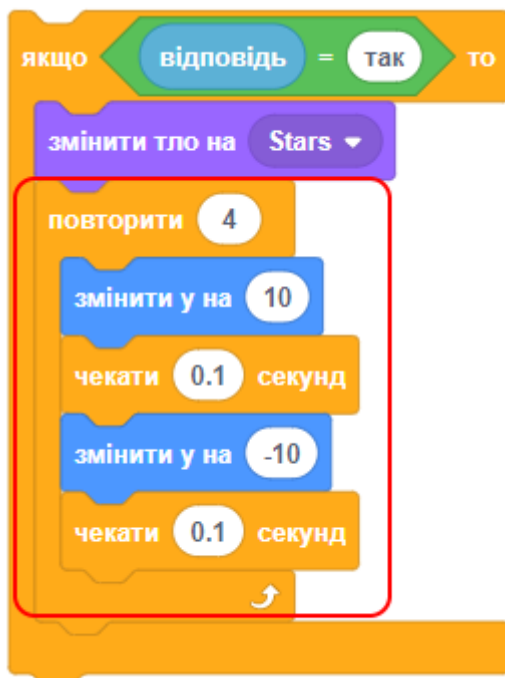 якщо відповідь = так то
змінити тло на Stars
повторити 4
змінити y на 10
чекати 0.1 секунд
змінити y на -10
чекати 0.1 секунд